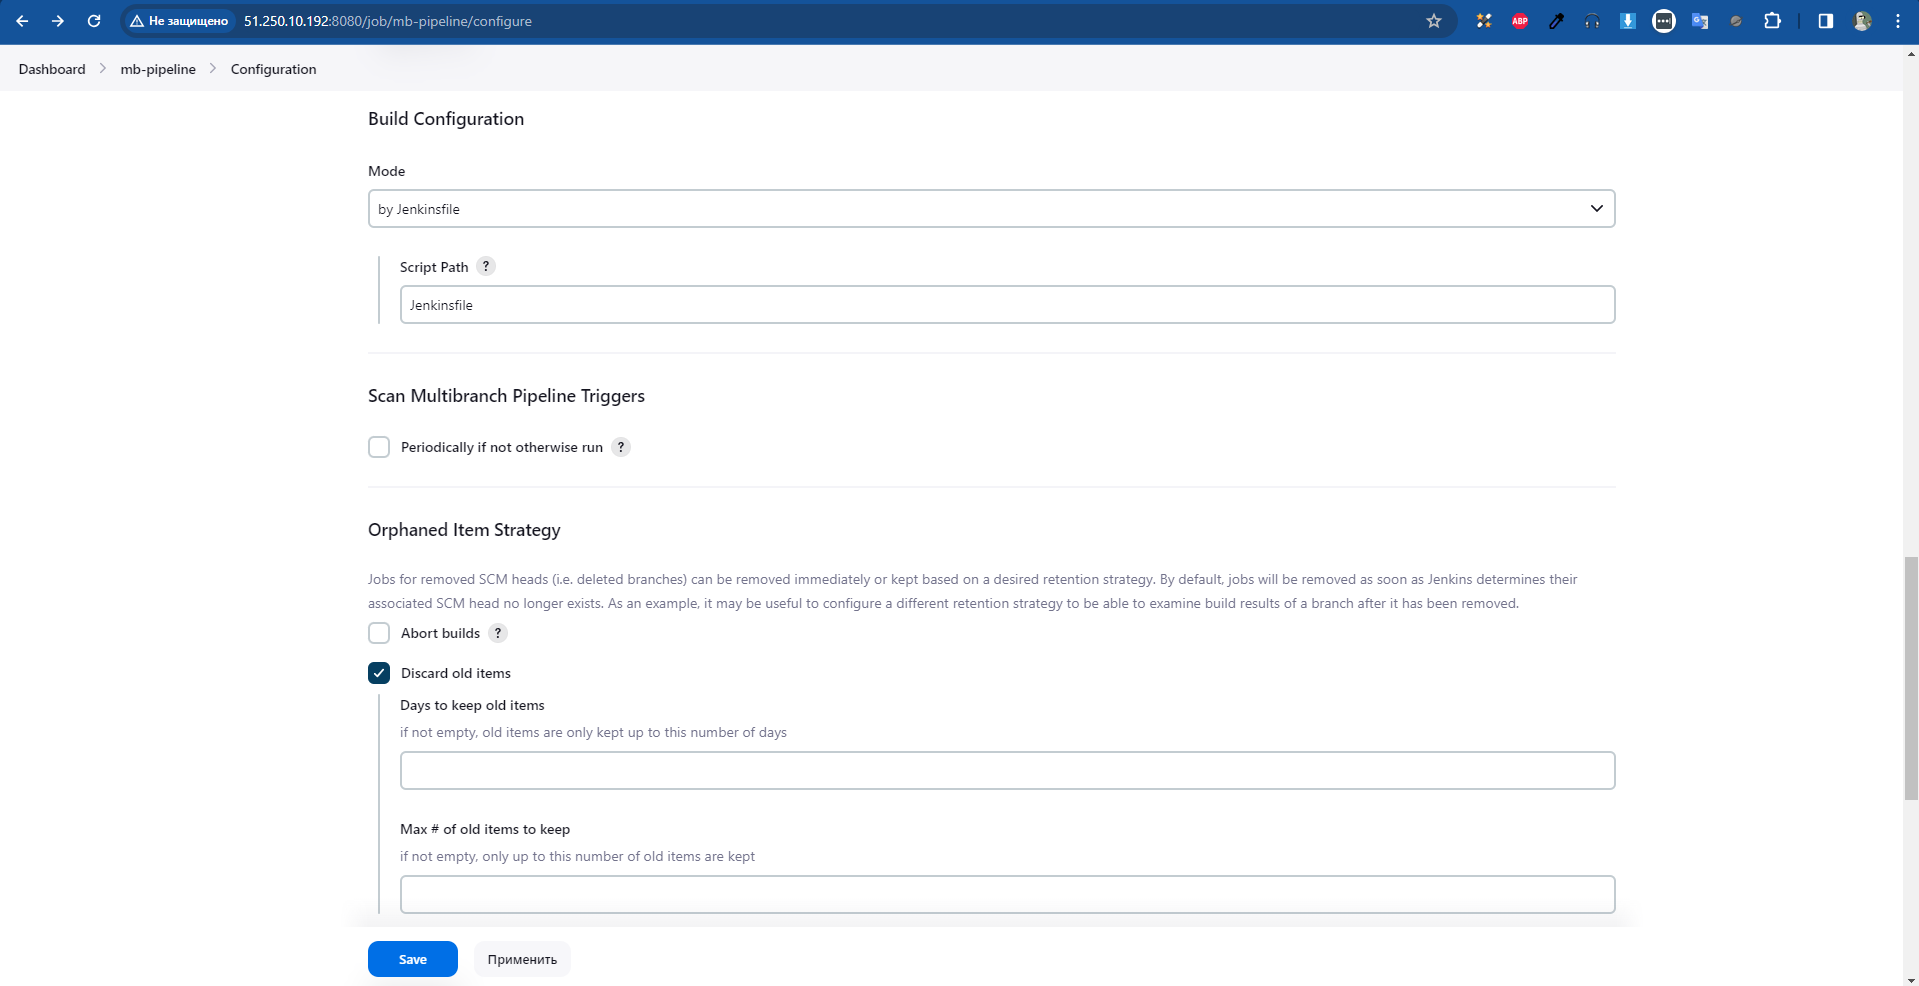 Не защищено 51.250.10.192:8080/job/mb-pipeline/configure ABP
Dashboard mb-pipeline Configuration
Build Configuration
Mode
by Jenkinsfile
Script Path ?
Jenkinsfile
Scan Multibranch Pipeline Triggers
Periodically if not otherwise run ?
Orphaned Item Strategy
Jobs for removed SCM heads (i.e. deleted branches) can be removed immediately or kept based on a desired retention strategy. By default, jobs will be removed as soon as Jenkins determines their
associated SCM head no longer exists. As an example, it may be useful to configure a different retention strategy to be able to examine build results of a branch after it has been removed.
Abort builds ?
Discard old items
Days to keep old items
if not empty, old items are only kept up to this number of days
Max # of old items to keep
if not empty, only up to this number of old items are kept
Save Применить